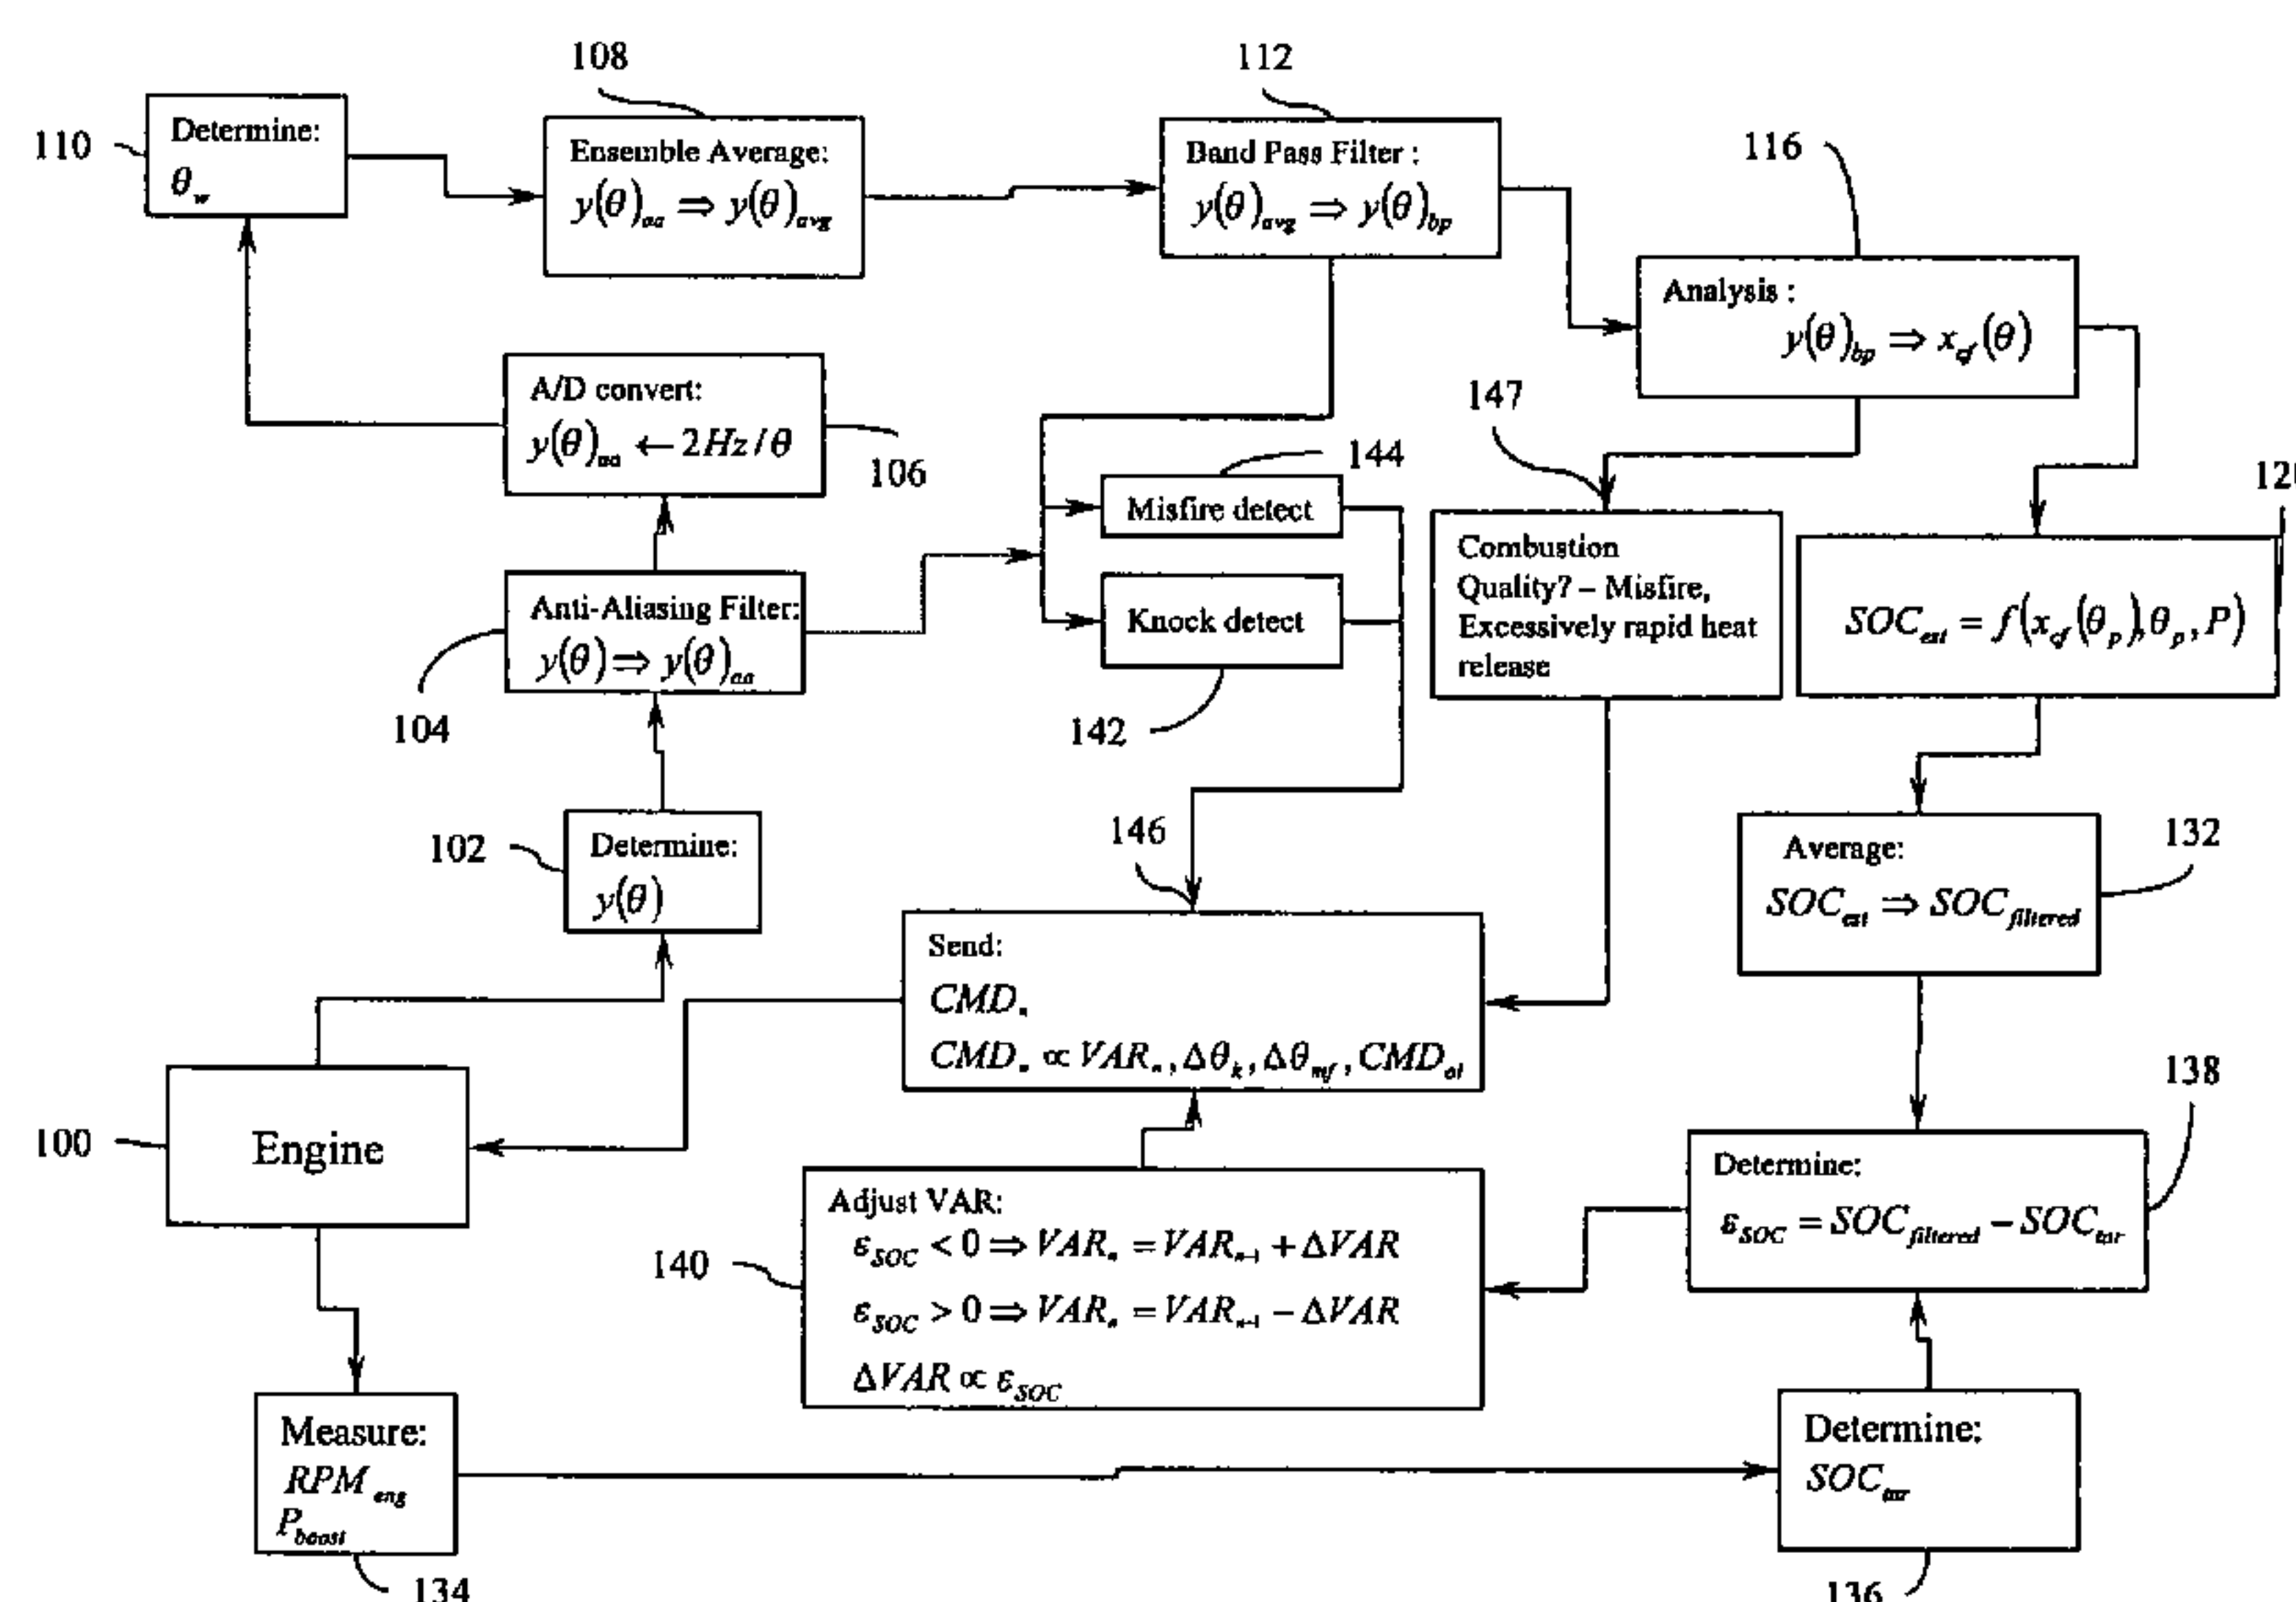 108
112
110
Determine:
θ_w
Ensemble Average:
y(θ)_aa ⇒ y(θ)_avg
Band Pass Filter :
y(θ)_avg ⇒ y(θ)_bp
116
Analysis :
y(θ)_bp ⇒ x_cf(θ)
A/D convert:
y(θ)_aa ← 2Hz/θ
106
144
147
Misfire detect
Knock detect
142
Combustion
Quality? – Misfire,
Excessively rapid heat
release
SOC_est = f(x_cf(θ_p),θ_p,P)
Anti-Aliasing Filter:
y(θ) ⇒ y(θ)_aa
104
102
Determine:
y(θ)
146
Send:
CMD_n
CMD_n ∝ VAR_n, Δθ_k, Δθ_mf, CMD_ol
132
Average:
SOC_est ⇒ SOC_filtered
138
Determine:
ε_SOC = SOC_filtered − SOC_tar
100
Engine
140
Adjust VAR:
ε_SOC < 0 ⇒ VAR_n = VAR_n-1 + ΔVAR
ε_SOC > 0 ⇒ VAR_n = VAR_n-1 − ΔVAR
ΔVAR ∝ ε_SOC
Measure:
RPM_eng
P_boost
134
Determine:
SOC_tar
136